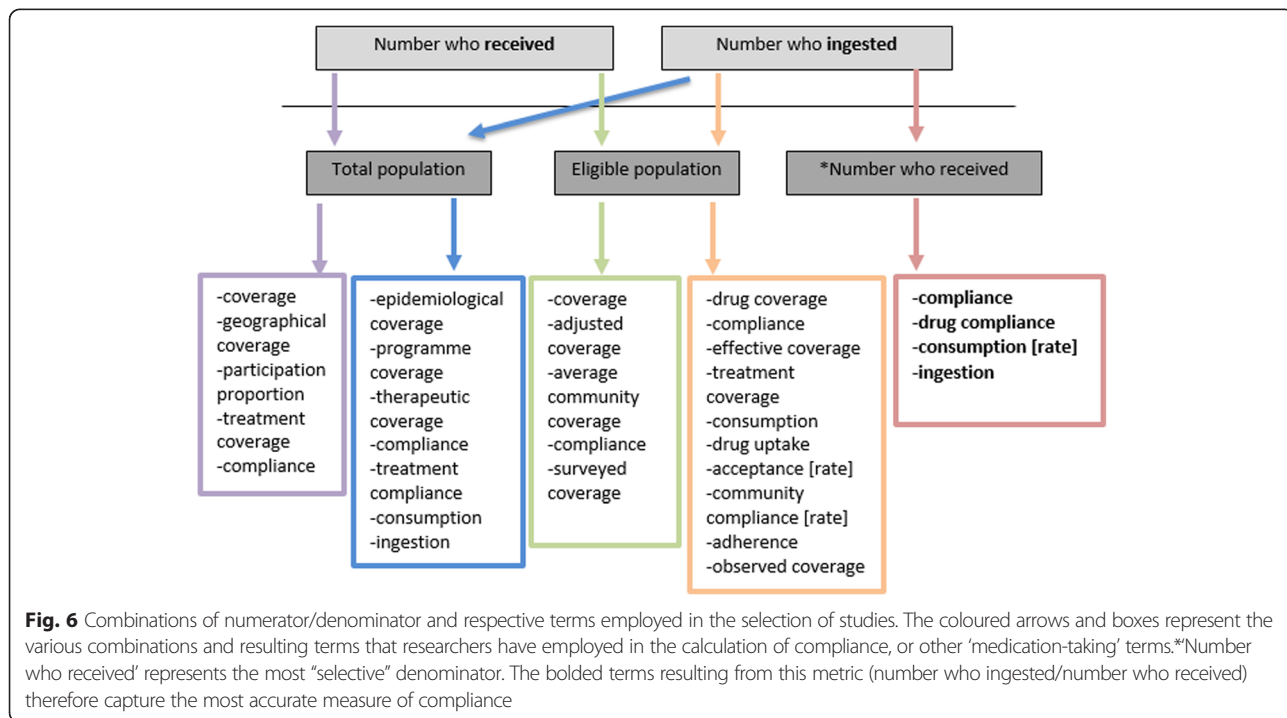 Number who received
Number who ingested
Total population
Eligible population
*Number who received
-coverage
-geographical
coverage
-participation
proportion
-treatment
coverage
-compliance
-epidemiological
coverage
-programme
coverage
-therapeutic
coverage
-compliance
-treatment
compliance
-consumption
-ingestion
-coverage
-adjusted
coverage
-average
community
coverage
-compliance
-surveyed
coverage
-drug coverage
-compliance
-effective coverage
-treatment
coverage
-consumption
-drug uptake
-acceptance [rate]
-community
compliance [rate]
-adherence
-observed coverage
-compliance
-drug compliance
-consumption [rate]
-ingestion
Fig. 6 Combinations of numerator/denominator and respective terms employed in the selection of studies. The coloured arrows and boxes represent the
various combinations and resulting terms that researchers have employed in the calculation of compliance, or other ‘medication-taking’ terms.*‘Number
who received’ represents the most “selective” denominator. The bolded terms resulting from this metric (number who ingested/number who received)
therefore capture the most accurate measure of compliance